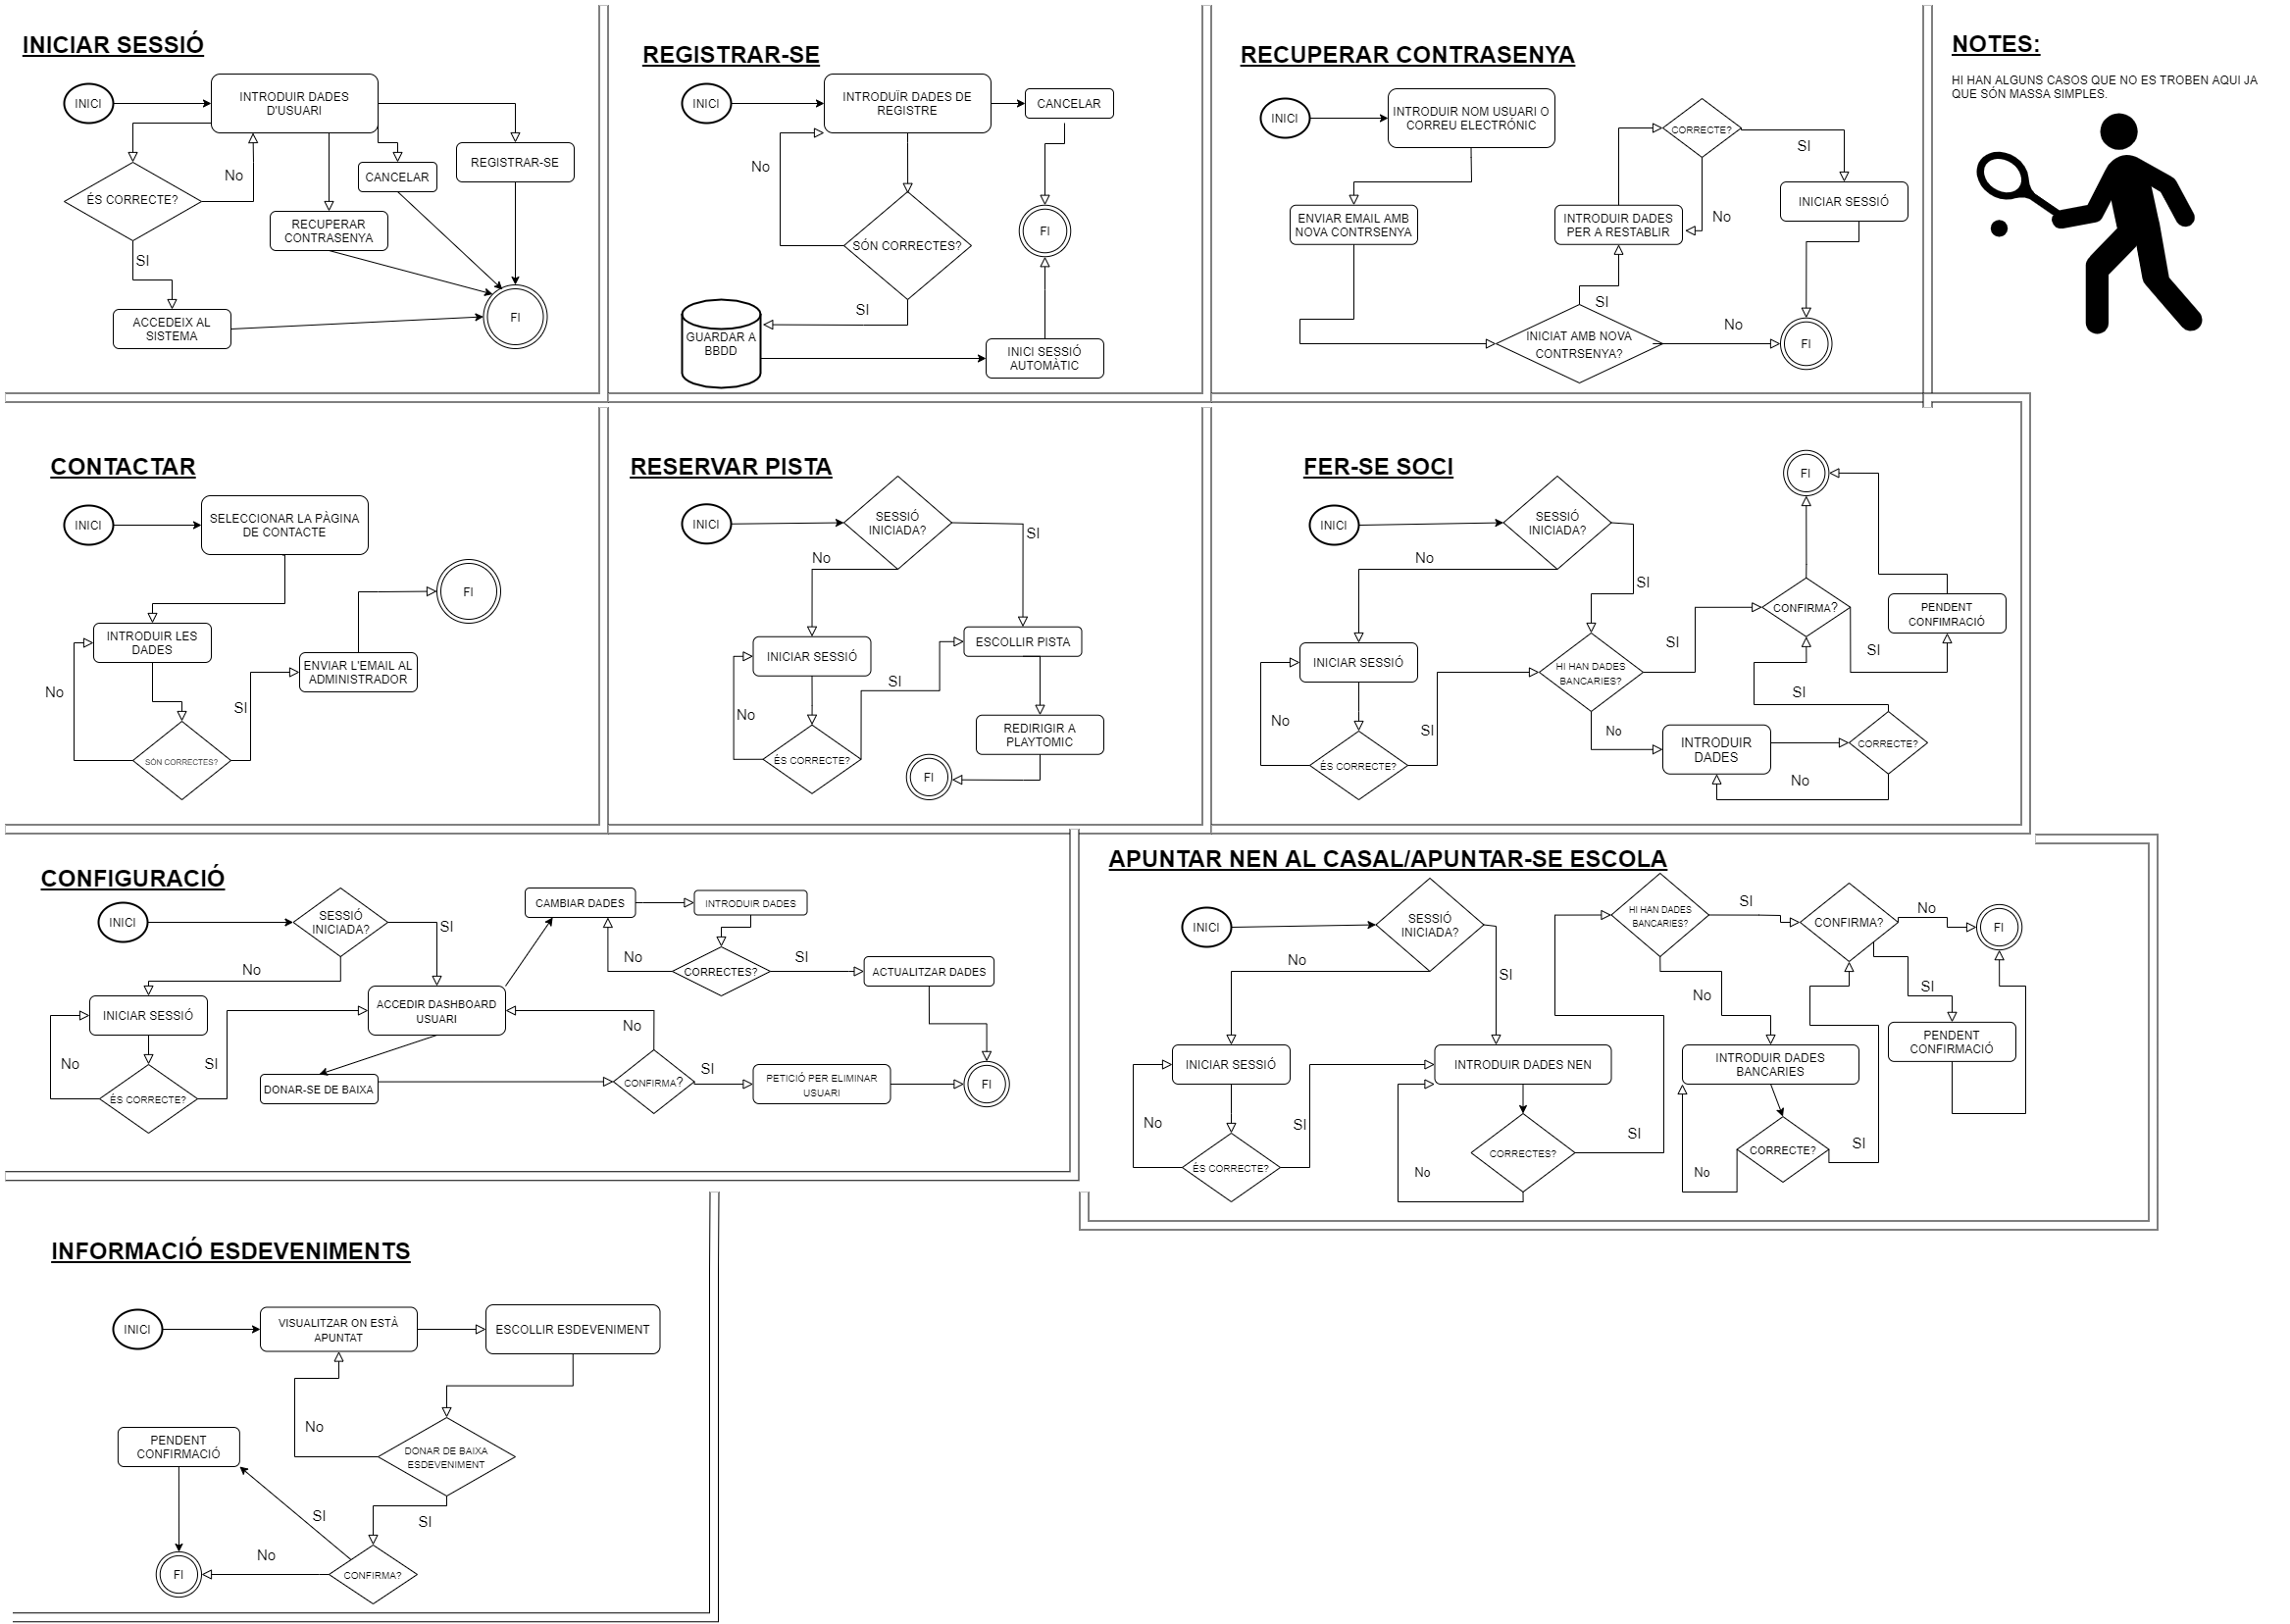 INICIAR SESSIÓ
INICI
INTRODUIR DADES
D'USUARI
ÉS CORRECTE?
No
RECUPERAR
CONTRASENYA
CANCELAR
REGISTRAR-SE
SI
ACCEDEIX AL
SISTEMA
FI
REGISTRAR-SE
INICI
INTRODUÏR DADES DE
REGISTRE
CANCELAR
No
SÓN CORRECTES?
FI
SI
GUARDAR A
BBDD
INICI SESSIÓ
AUTOMÀTIC
RECUPERAR CONTRASENYA
INICI
INTRODUIR NOM USUARI O
CORREU ELECTRÓNIC
CORRECTE?
SI
ENVIAR EMAIL AMB
NOVA CONTRSENYA
INTRODUIR DADES
PER A RESTABLIR
No
INICIAR SESSIÓ
SI
INICIAT AMB NOVA
CONTRSENYA?
No
FI
NOTES:
HI HAN ALGUNS CASOS QUE NO ES TROBEN AQUI JA
QUE SÓN MASSA SIMPLES.
CONTACTAR
INICI
SELECCIONAR LA PÀGINA
DE CONTACTE
FI
INTRODUIR LES
DADES
ENVIAR L'EMAIL AL
ADMINISTRADOR
No
SI
SÓN CORRECTES?
RESERVAR PISTA
INICI
SESSIÓ
INICIADA?
SI
No
INICIAR SESSIÓ
ESCOLLIR PISTA
SI
No
REDIRIGIR A
PLAYTOMIC
ÉS CORRECTE?
FI
FER-SE SOCI
INICI
SESSIÓ
INICIADA?
FI
No
SI
INICIAR SESSIÓ
HI HAN DADES
BANCARIES?
SI
CONFIRMA?
PENDENT
CONFIMRACIÓ
SI
SI
No
SI
No
INTRODUIR
DADES
CORRECTE?
ÉS CORRECTE?
No
CONFIGURACIÓ
INICI
SESSIÓ
INICIADA?
SI
CAMBIAR DADES
INTRODUIR DADES
No
No
CORRECTES?
SI
ACTUALITZAR DADES
INICIAR SESSIÓ
ACCEDIR DASHBOARD
USUARI
No
No
SI
ÉS CORRECTE?
DONAR-SE DE BAIXA
CONFIRMA?
SI
PETICIÓ PER ELIMINAR
USUARI
FI
APUNTAR NEN AL CASAL/APUNTAR-SE ESCOLA
INICI
SESSIÓ
INICIADA?
HI HAN DADES
BANCARIES?
SI
CONFIRMA?
No
FI
No
SI
No
SI
INICIAR SESSIÓ
INTRODUIR DADES NEN
INTRODUIR DADES
BANCARIES
PENDENT
CONFIRMACIÓ
No
SI
ÉS CORRECTE?
CORRECTES?
SI
No
CORRECTE?
SI
No
INFORMACIÓ ESDEVENIMENTS
INICI
VISUALITZAR ON ESTÀ
APUNTAT
ESCOLLIR ESDEVENIMENT
No
PENDENT
CONFIRMACIÓ
DONAR DE BAIXA
ESDEVENIMENT
SI
SI
No
FI
CONFIRMA?